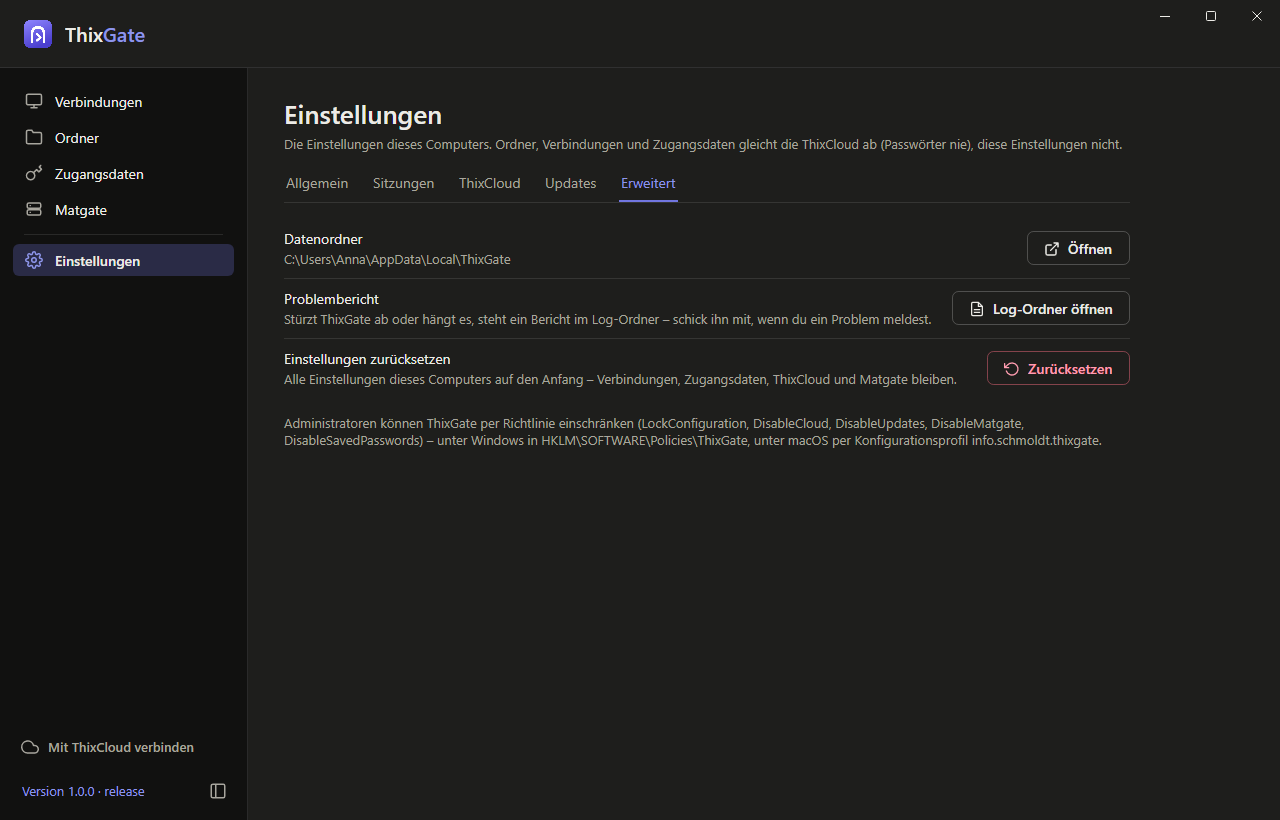 ThixGate
Verbindungen
Ordner
Zugangsdaten
Matgate
Einstellungen
Einstellungen
Die Einstellungen dieses Computers. Ordner, Verbindungen und Zugangsdaten gleicht die ThixCloud ab (Passwörter nie), diese Einstellungen nicht.
Allgemein Sitzungen ThixCloud Updates Erweitert
Datenordner
C:\Users\Anna\AppData\Local\ThixGate
Öffnen
Problembericht
Stürzt ThixGate ab oder hängt es, steht ein Bericht im Log-Ordner – schick ihn mit, wenn du ein Problem meldest.
Log-Ordner öffnen
Einstellungen zurücksetzen
Alle Einstellungen dieses Computers auf den Anfang – Verbindungen, Zugangsdaten, ThixCloud und Matgate bleiben.
Zurücksetzen
Administratoren können ThixGate per Richtlinie einschränken (LockConfiguration, DisableCloud, DisableUpdates, DisableMatgate,
DisableSavedPasswords) – unter Windows in HKLM\SOFTWARE\Policies\ThixGate, unter macOS per Konfigurationsprofil info.schmoldt.thixgate.
Mit ThixCloud verbinden
Version 1.0.0 · release